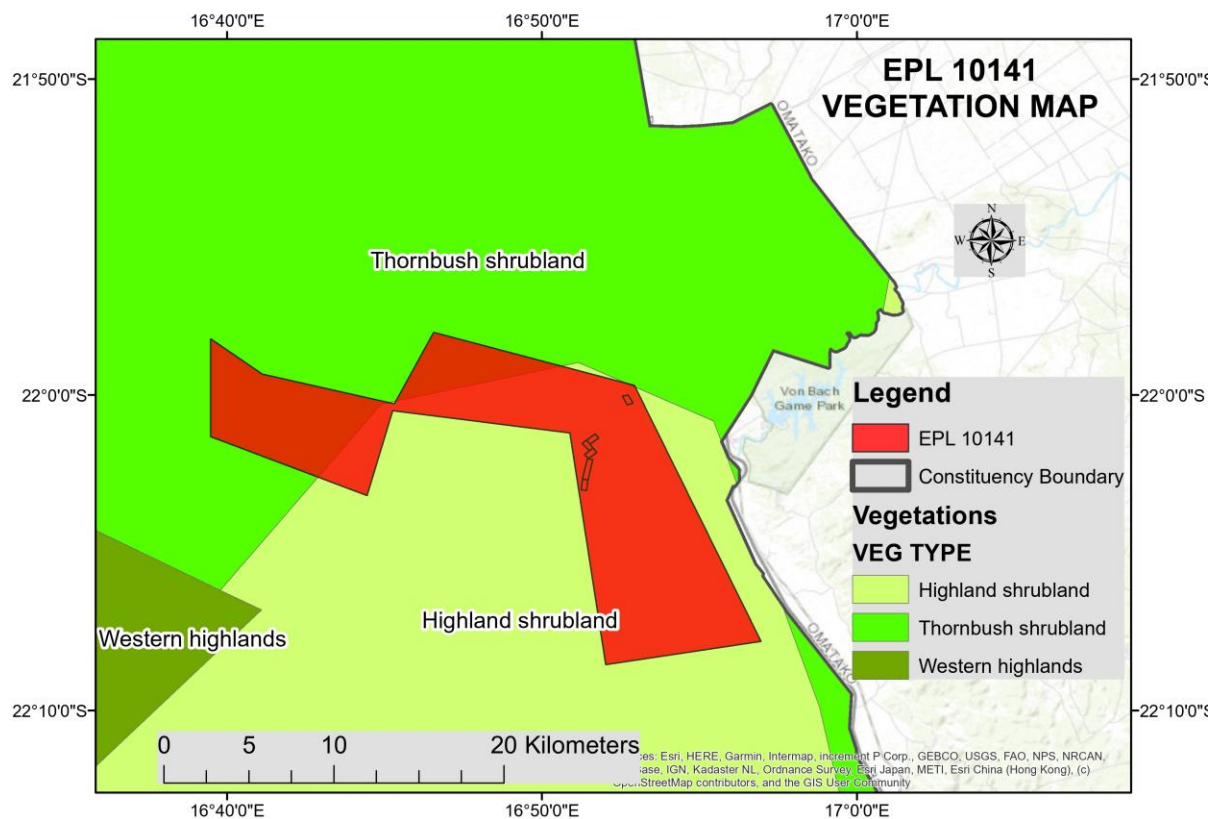 16°40'0"E
16°50'0"E
17°0'0"E
21°50'0"S
21°50'0"S
EPL 10141
VEGETATION MAP
OMATAKO
N
W
E
S
Thornbush shrubland
22°0'0"S
22°0'0"S
Von Bach
Game Park
Legend
EPL 10141
Constituency Boundary
Vegetations
VEG TYPE
Highland shrubland
Thornbush shrubland
Western highlands
Highland shrubland
Western highlands
OMATAKO
22°10'0"S
22°10'0"S
0 5 10 20 Kilometers
Esri, HERE, Garmin, Intermap, increment P Corp., GEBCO, USGS, FAO, NPS, NRCAN,
IGN, Kadaster NL, Ordnance Survey, Esri Japan, METI, Esri China (Hong Kong), (c)
OpenStreetMap contributors, and the GIS User Community
16°40'0"E
16°50'0"E
17°0'0"E